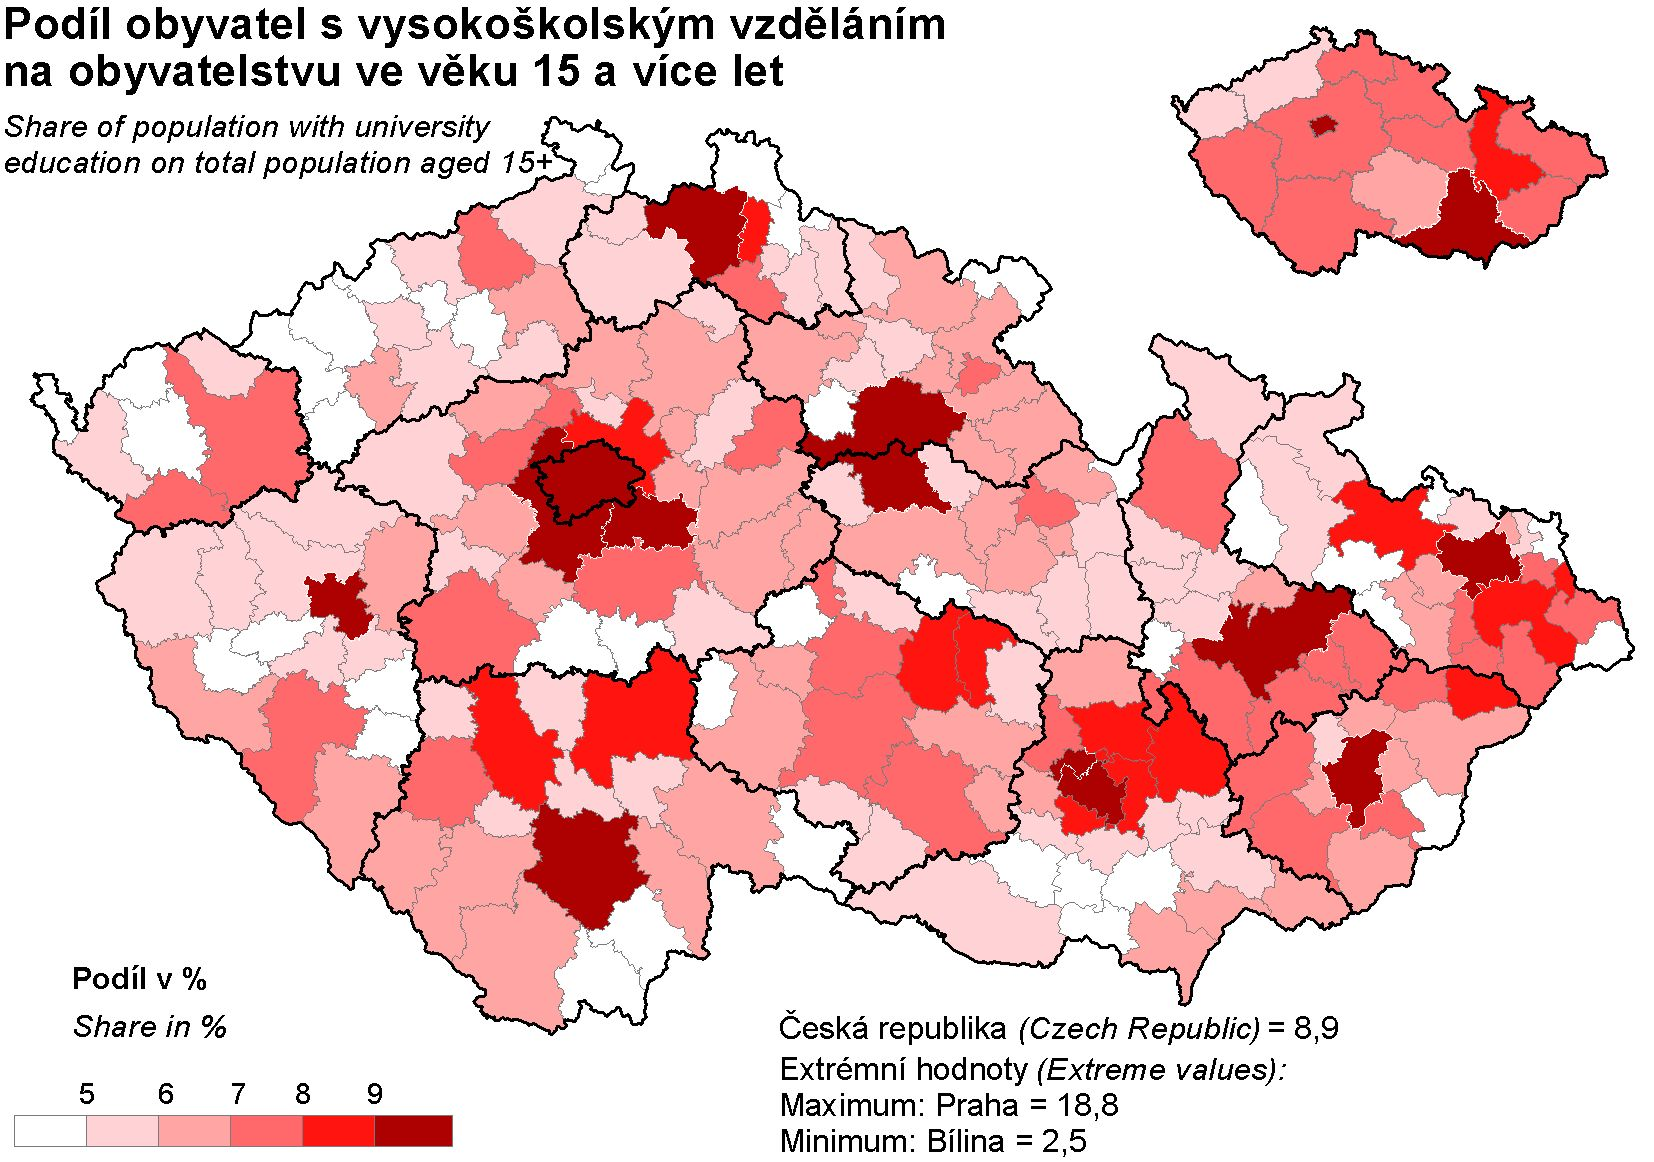 Podíl obyvatel s vysokoškolským vzděláním
na obyvatelstvu ve věku 15 a více let
Share of population with university
education on total population aged 15+
Podíl v %
Share in %
5 6 7 8 9
Česká republika (Czech Republic) = 8,9
Extrémní hodnoty (Extreme values):
Maximum: Praha = 18,8
Minimum: Bílina = 2,5